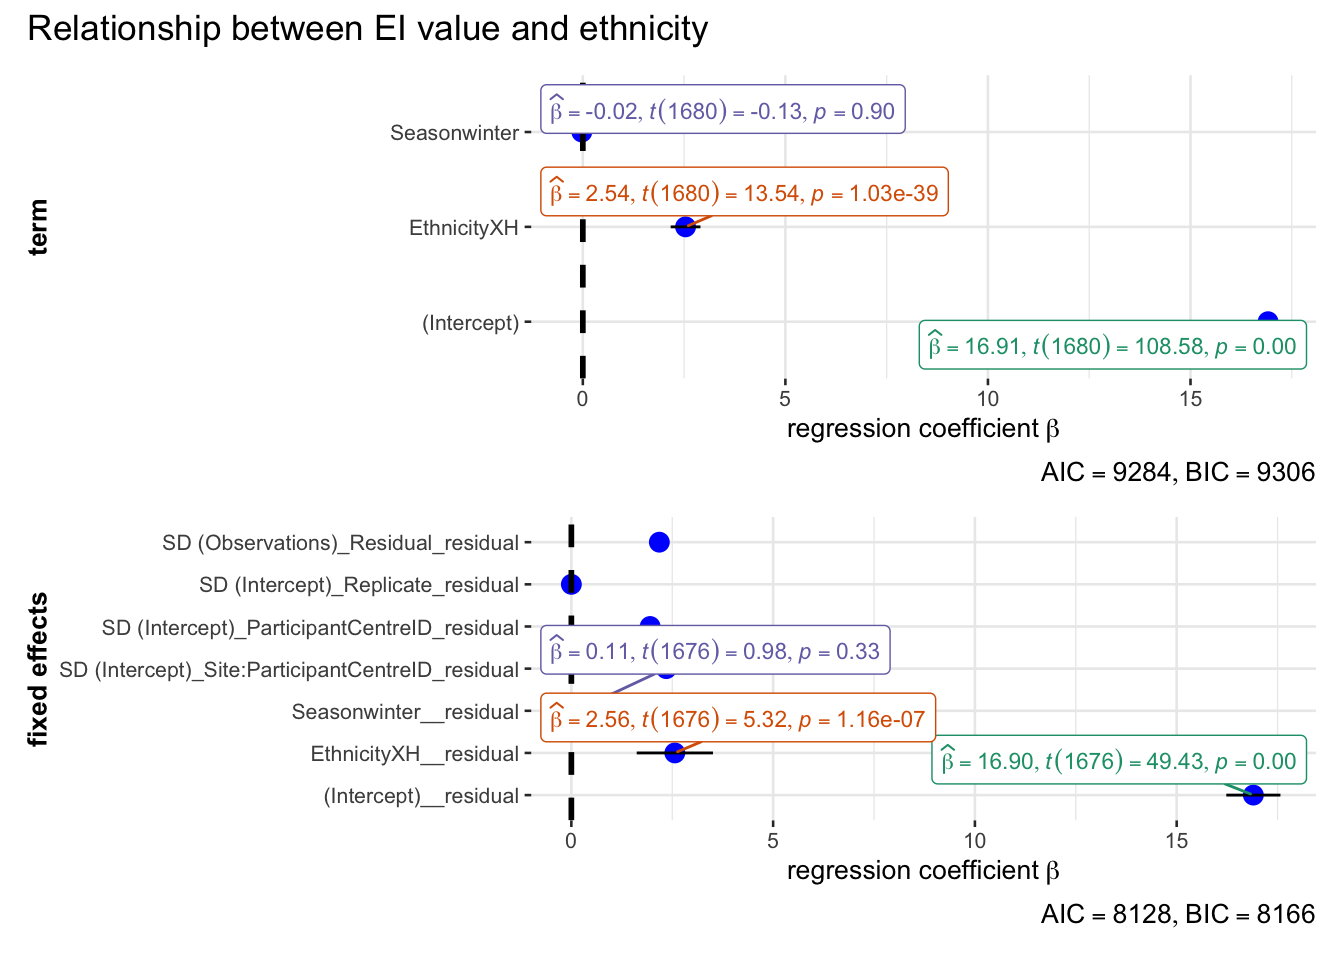 Relationship between EI value and ethnicity
term
Seasonwinter
β̂ = -0.02, t(1680) = -0.13, p = 0.90
β̂ = 2.54, t(1680) = 13.54, p = 1.03e-39
EthnicityXH
(Intercept)
β̂ = 16.91, t(1680) = 108.58, p = 0.00
0 5 10 15
regression coefficient β
AIC = 9284, BIC = 9306
fixed effects
SD (Observations)_Residual_residual
SD (Intercept)_Replicate_residual
SD (Intercept)_ParticipantCentreID_residual
β̂ = 0.11, t(1676) = 0.98, p = 0.33
SD (Intercept)_Site:ParticipantCentreID_residual
Seasonwinter__residual
β̂ = 2.56, t(1676) = 5.32, p = 1.16e-07
EthnicityXH__residual
β̂ = 16.90, t(1676) = 49.43, p = 0.00
(Intercept)__residual
0 5 10 15
regression coefficient β
AIC = 8128, BIC = 8166